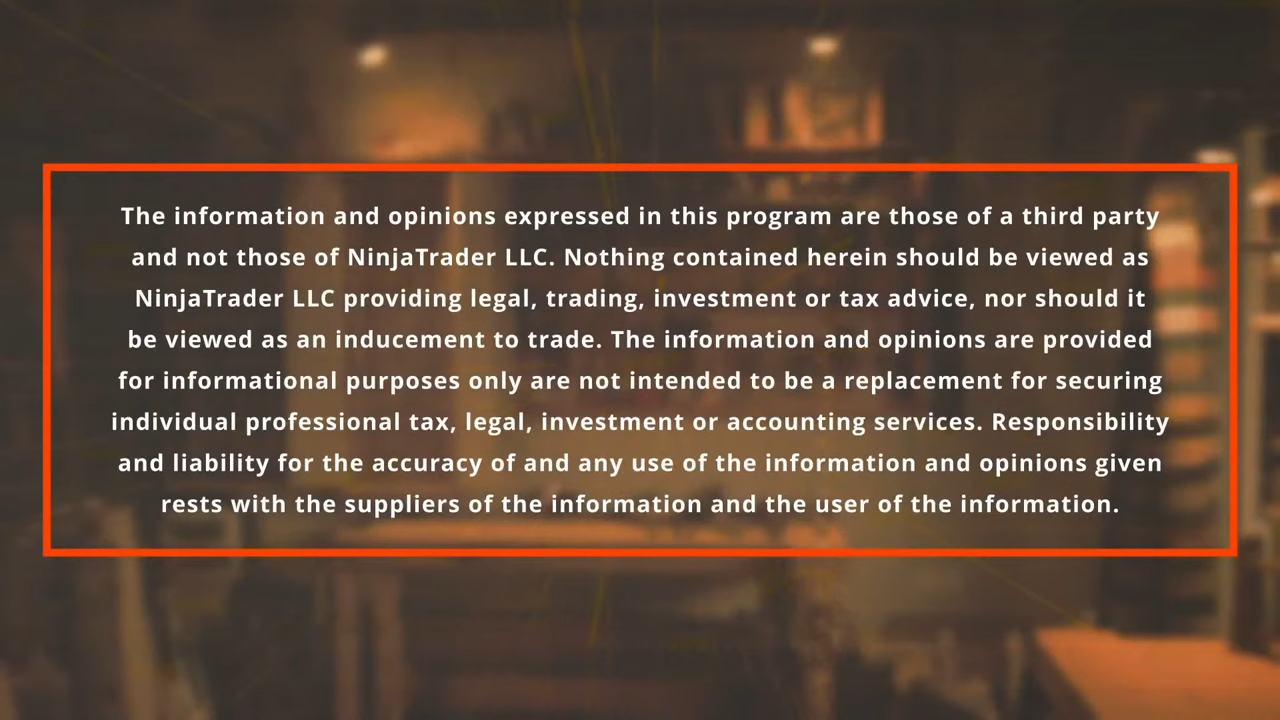 The information and opinions expressed in this program are those of a third party
and not those of NinjaTrader LLC. Nothing contained herein should be viewed as
NinjaTrader LLC providing legal, trading, investment or tax advice, nor should it
be viewed as an inducement to trade. The information and opinions are provided
for informational purposes only are not intended to be a replacement for securing
individual professional tax, legal, investment or accounting services. Responsibility
and liability for the accuracy of and any use of the information and opinions given
rests with the suppliers of the information and the user of the information.